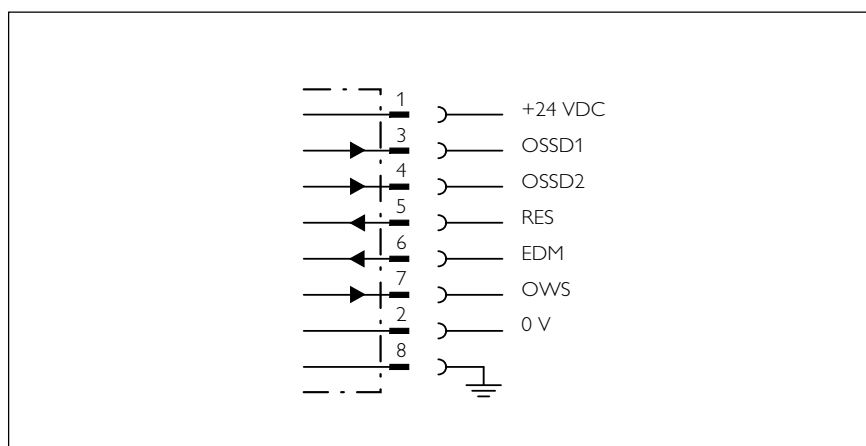 1 +24 VDC
3 OSSD1
4 OSSD2
5 RES
6 EDM
7 OWS
2 0 V
8